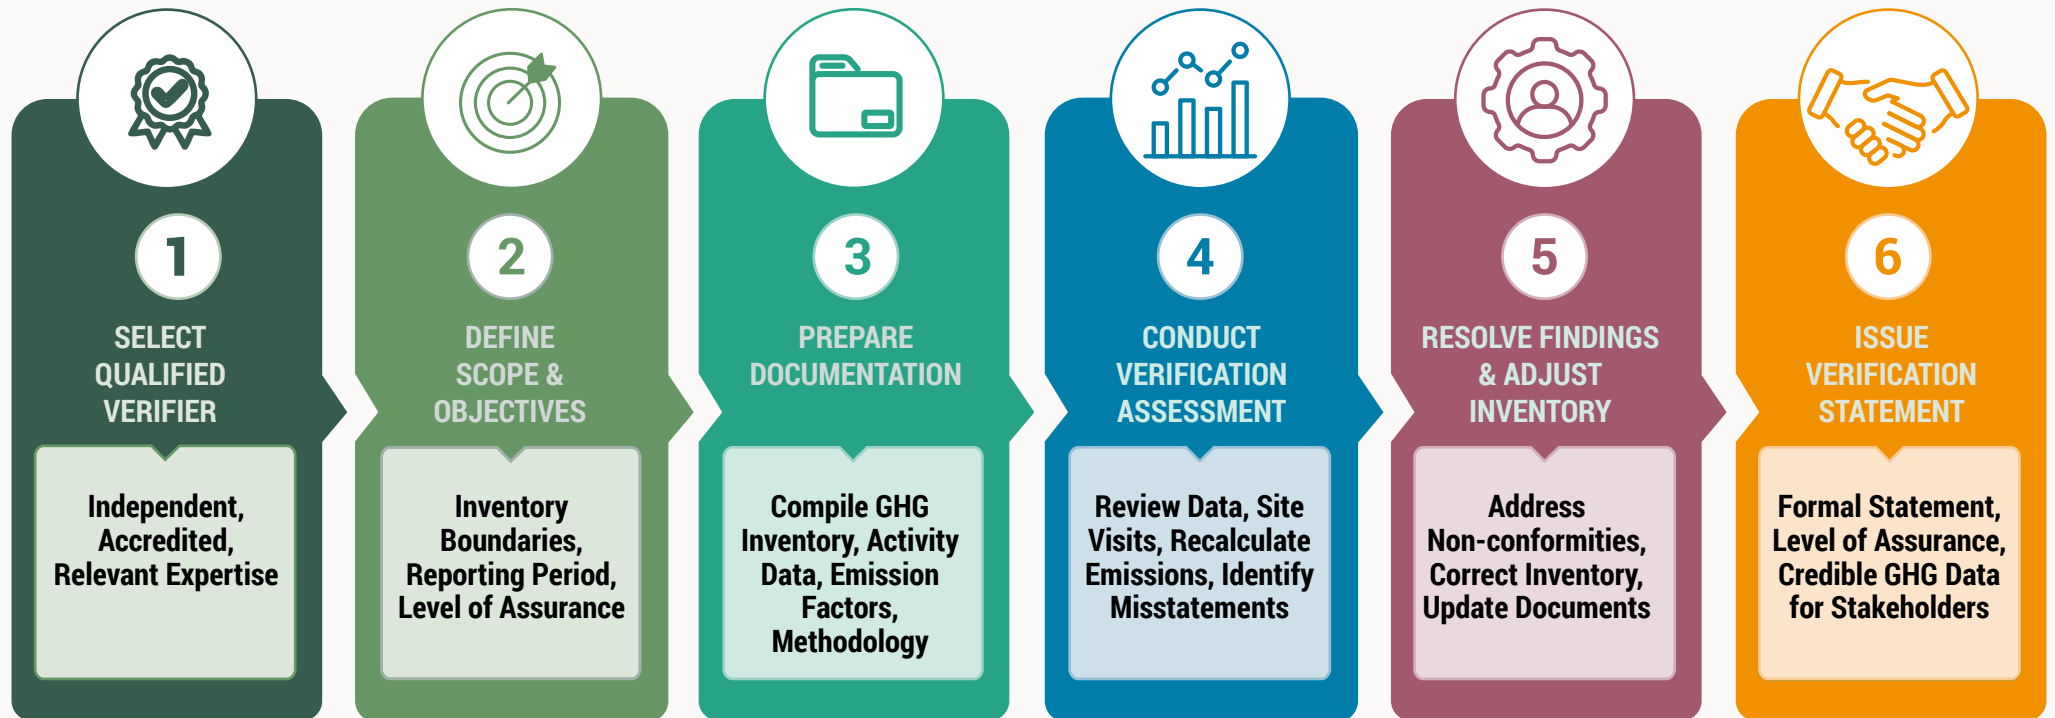 1
SELECT
QUALIFIED
VERIFIER
Independent,
Accredited,
Relevant Expertise
2
DEFINE
SCOPE &
OBJECTIVES
Inventory
Boundaries,
Reporting Period,
Level of Assurance
3
PREPARE
DOCUMENTATION
Compile GHG
Inventory, Activity
Data, Emission
Factors,
Methodology
4
CONDUCT
VERIFICATION
ASSESSMENT
Review Data, Site
Visits, Recalculate
Emissions, Identify
Misstatements
5
RESOLVE FINDINGS
& ADJUST
INVENTORY
Address
Non-conformities,
Correct Inventory,
Update Documents
6
ISSUE
VERIFICATION
STATEMENT
Formal Statement,
Level of Assurance,
Credible GHG Data
for Stakeholders